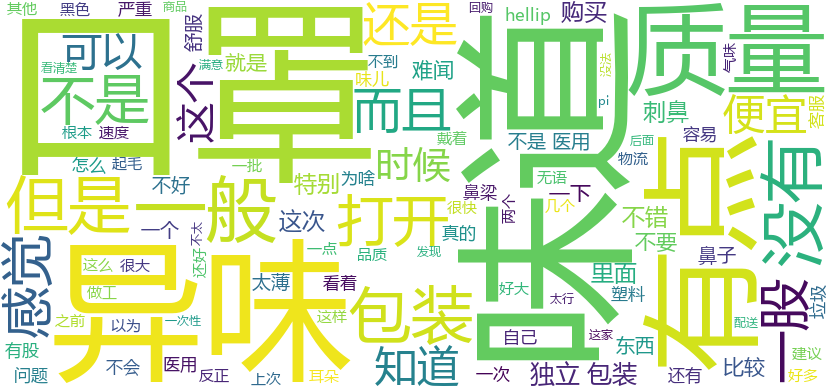 其他 黑色 严重 商品 舒服 还是 回购 hellip 购买 质量
看清楚 可以 口罩 这个 就是 满意 味儿 不到 难闻 没法 气味
不是 而且 味道 刺鼻 便宜 客服
根本 速度 戴着 不是 医用 pi 后面 容易
怎么 起毛 一批 时候 无语 物流 有点 没有
但是 一般 不好 特别 为啥 鼻梁 一下 两个 几个 不错
感觉 一个 不太 打开 这次 很快 真的 不要 鼻子 一股
这么 很大 还好 异味 太薄 一点 品质 发现 里面
做工 看着 包装 好大 塑料 还有 垃圾
之前 以为 一次性 这样 自己 太行 这家 配送
有股 不会 医用 知道 东西 比较 建议
问题 反正 上次 耳朵 一次 独立 包装 好多